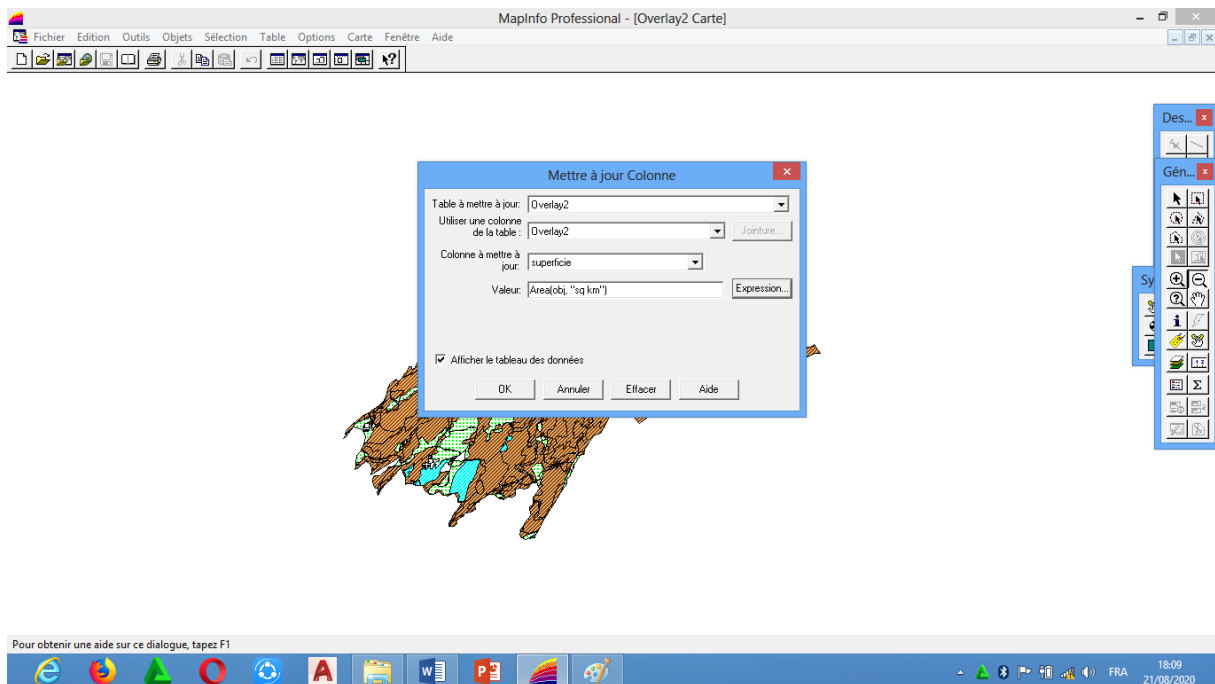 MapInfo Professional - [Overlay2 Carte]
Fichier Edition Outils Objets Sélection Table Options Carte Fenêtre Aide
Des...
Gén...
Mettre à jour Colonne
Table à mettre à jour: Overlay2
Utiliser une colonne
de la table : Overlay2 Jointure...
Colonne à mettre à
jour: superficie
Valeur: Area(obj, "sq km") Expression...
Sy
Afficher le tableau des données
OK Annuler Effacer Aide
Pour obtenir une aide sur ce dialogue, tapez F1
FRA
18:09
21/08/2020